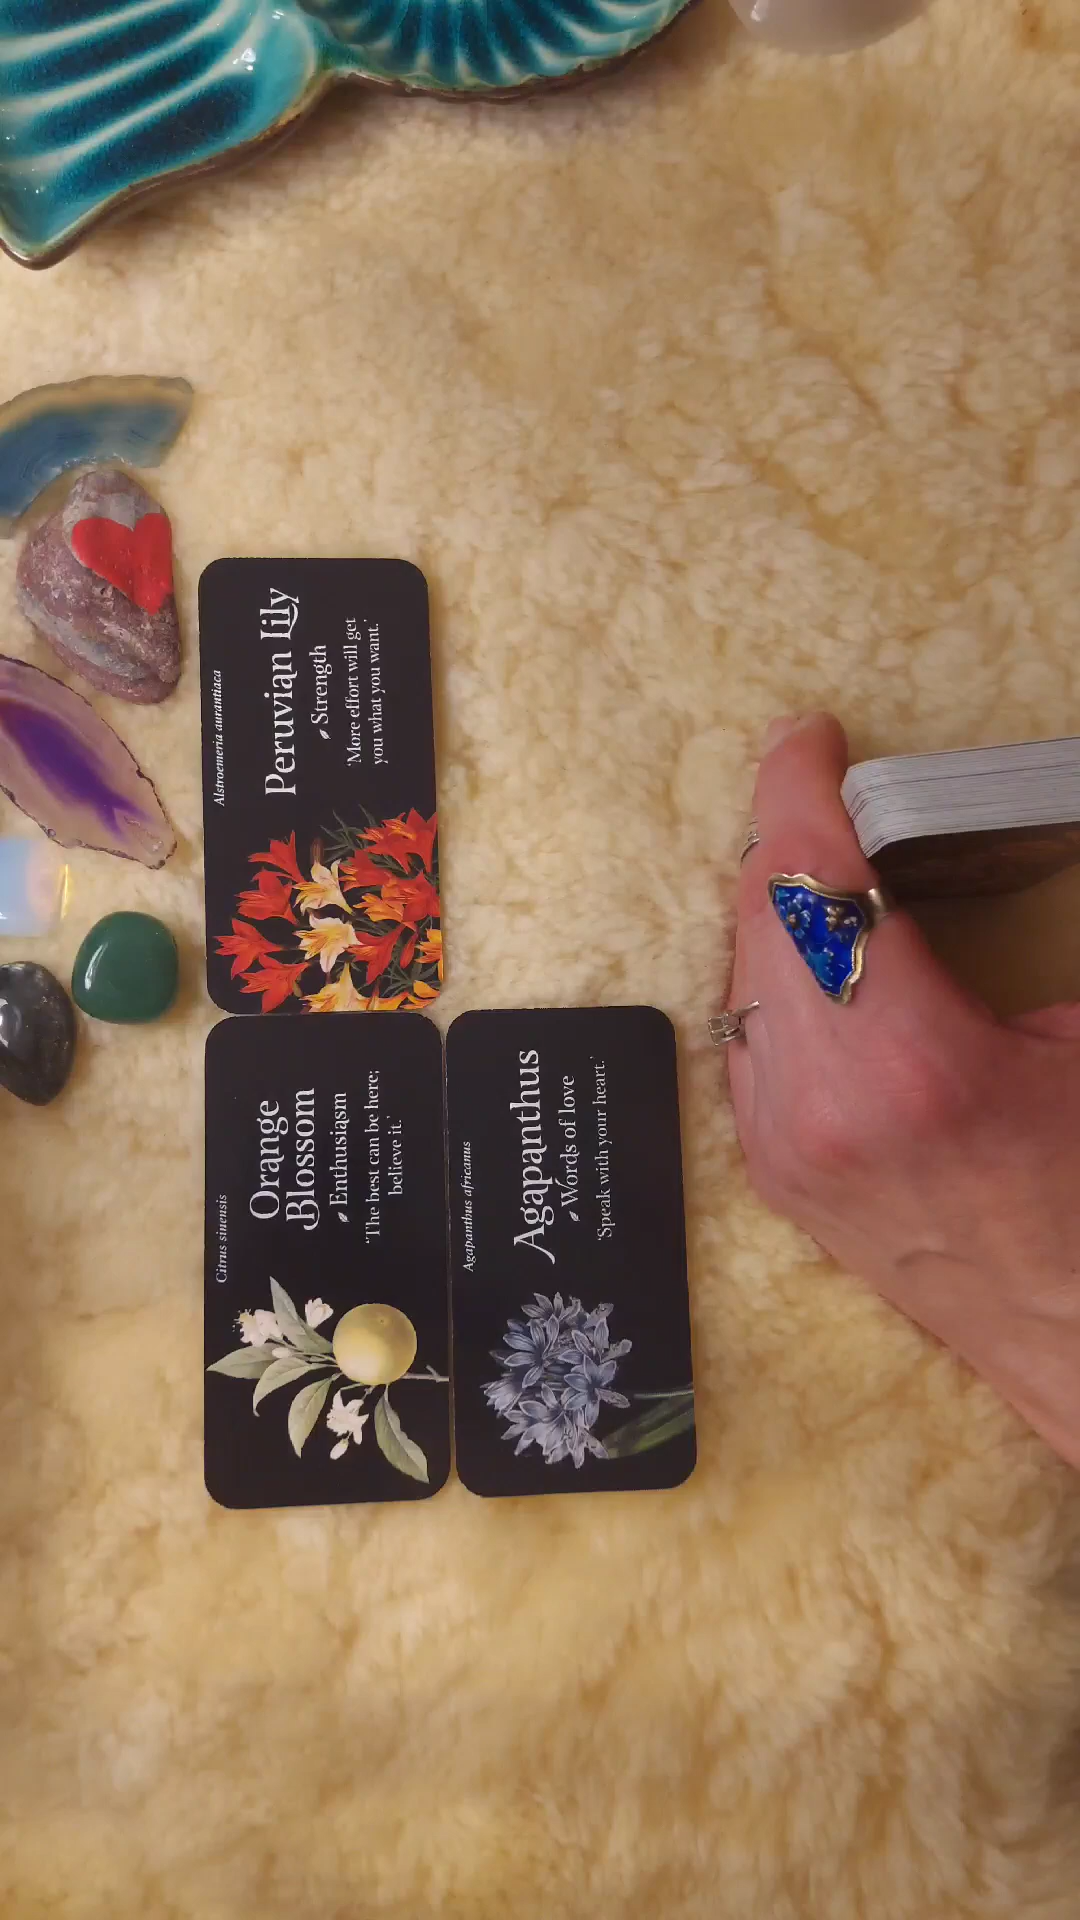 Citrus sinensis
Orange
Blossom
Enthusiasm
'The best can be here;
believe it.'
Alstroemeria aurantiaca
Peruvian Lily
Strength
'More effort will get
you what you want.'
Agapanthus africanus
Agapanthus
Words of love
'Speak with your heart.'